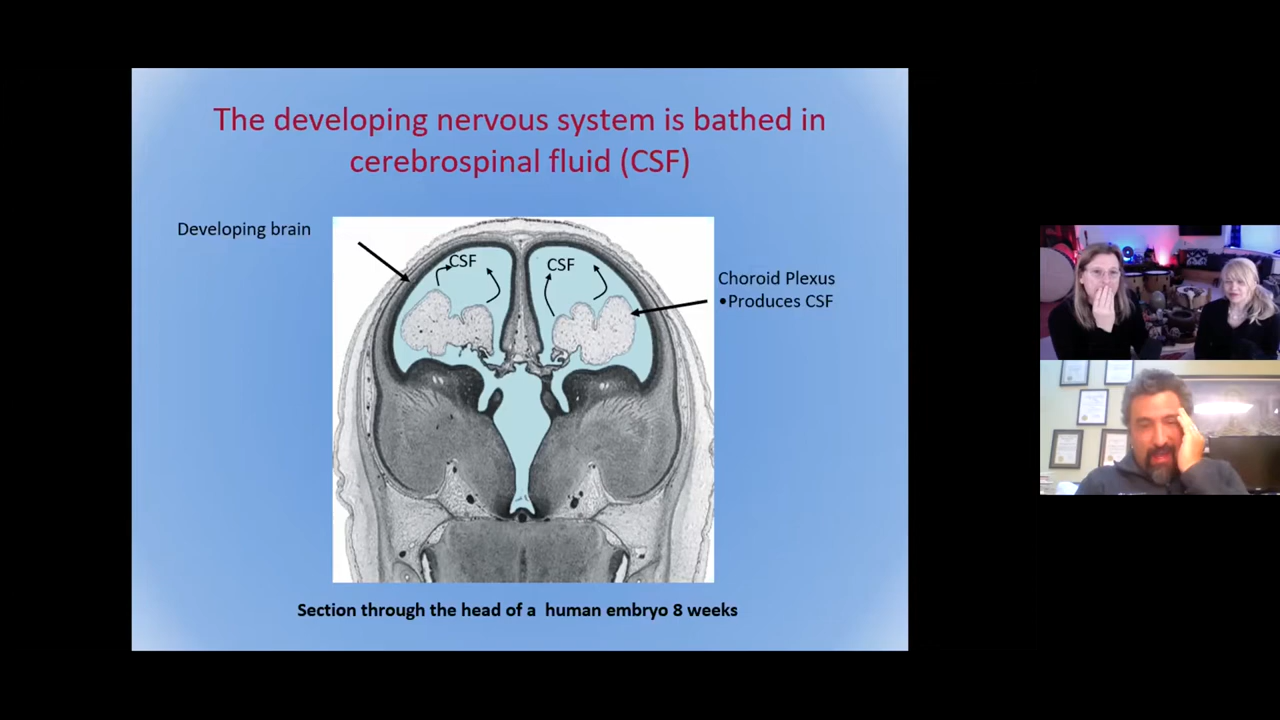 The developing nervous system is bathed in
cerebrospinal fluid (CSF)
Developing brain
CSF
CSF
Choroid Plexus
•Produces CSF
Section through the head of a human embryo 8 weeks